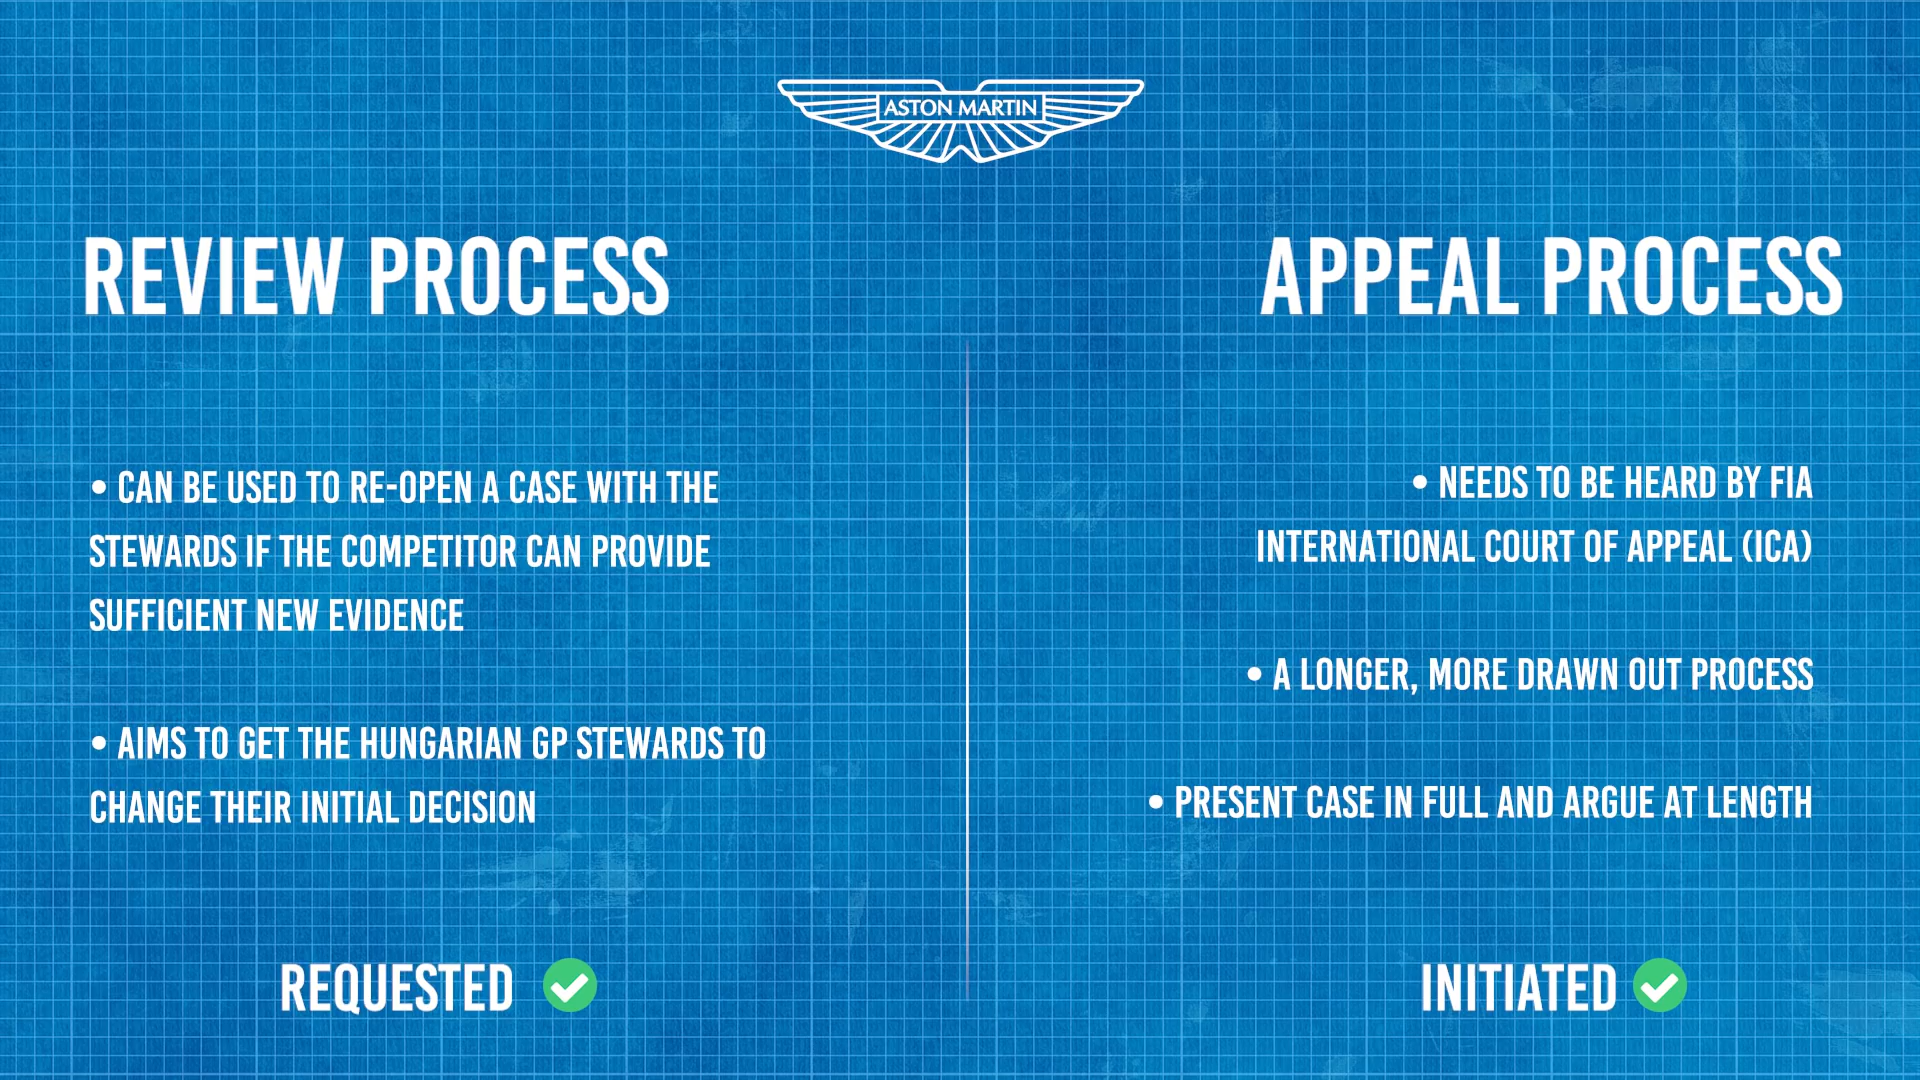 ASTON MARTIN
REVIEW PROCESS
• CAN BE USED TO RE-OPEN A CASE WITH THE
STEWARDS IF THE COMPETITOR CAN PROVIDE
SUFFICIENT NEW EVIDENCE
• AIMS TO GET THE HUNGARIAN GP STEWARDS TO
CHANGE THEIR INITIAL DECISION
REQUESTED
APPEAL PROCESS
• NEEDS TO BE HEARD BY FIA
INTERNATIONAL COURT OF APPEAL (ICA)
• A LONGER, MORE DRAWN OUT PROCESS
• PRESENT CASE IN FULL AND ARGUE AT LENGTH
INITIATED